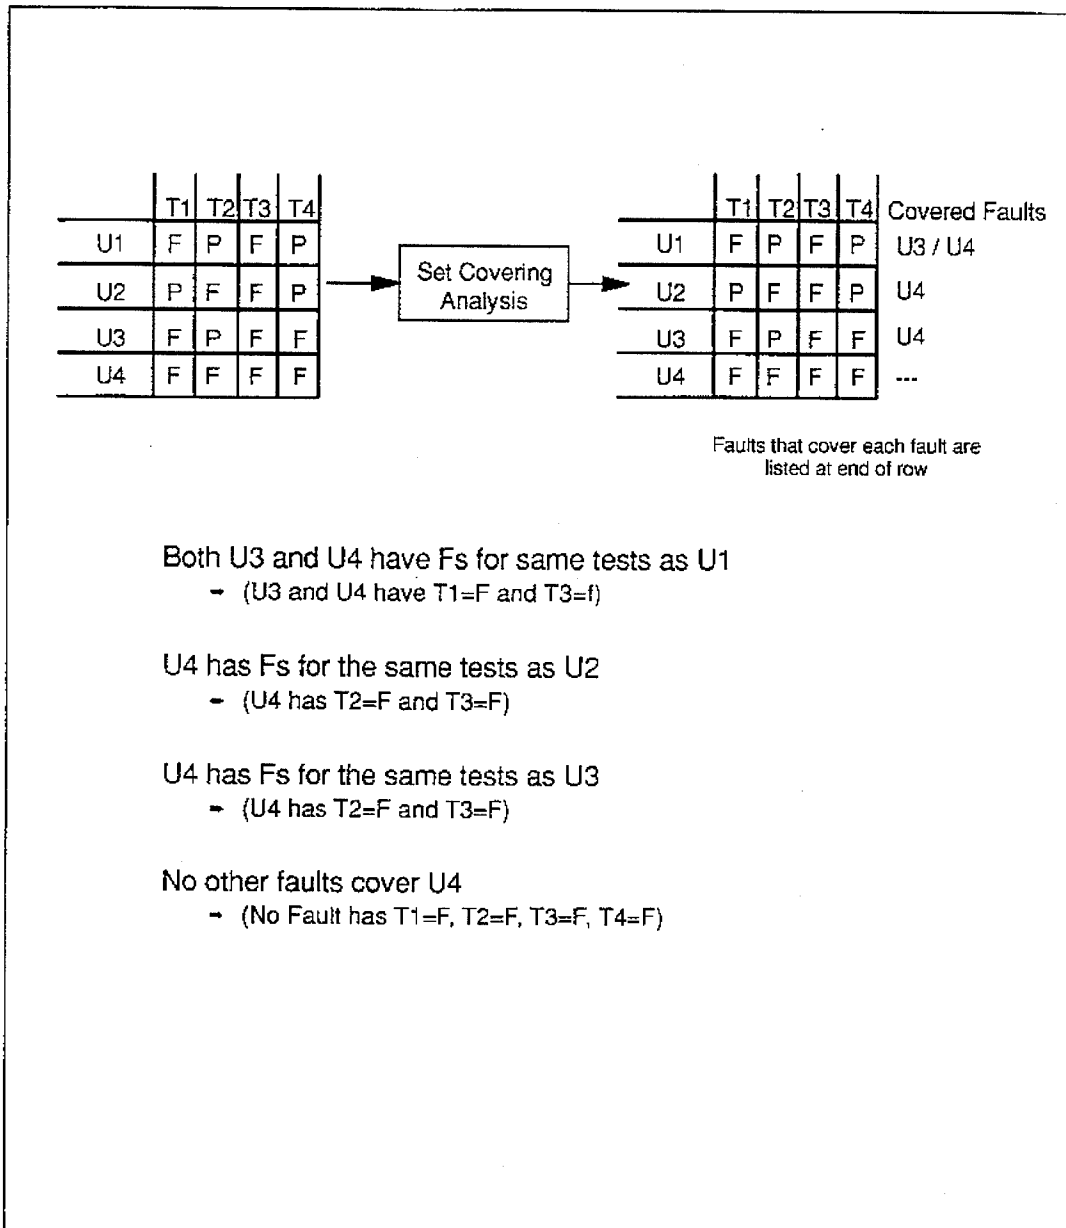 T1 T2 T3 T4
U1 F P F P
U2 P F F P
U3 F P F F
U4 F F F F
Set Covering
Analysis
T1 T2 T3 T4 Covered Faults
U1 F P F P U3 / U4
U2 P F F P U4
U3 F P F F U4
U4 F F F F ---
Faults that cover each fault are
listed at end of row
Both U3 and U4 have Fs for same tests as U1
→ (U3 and U4 have T1=F and T3=f)
U4 has Fs for the same tests as U2
→ (U4 has T2=F and T3=F)
U4 has Fs for the same tests as U3
→ (U4 has T2=F and T3=F)
No other faults cover U4
→ (No Fault has T1=F, T2=F, T3=F, T4=F)